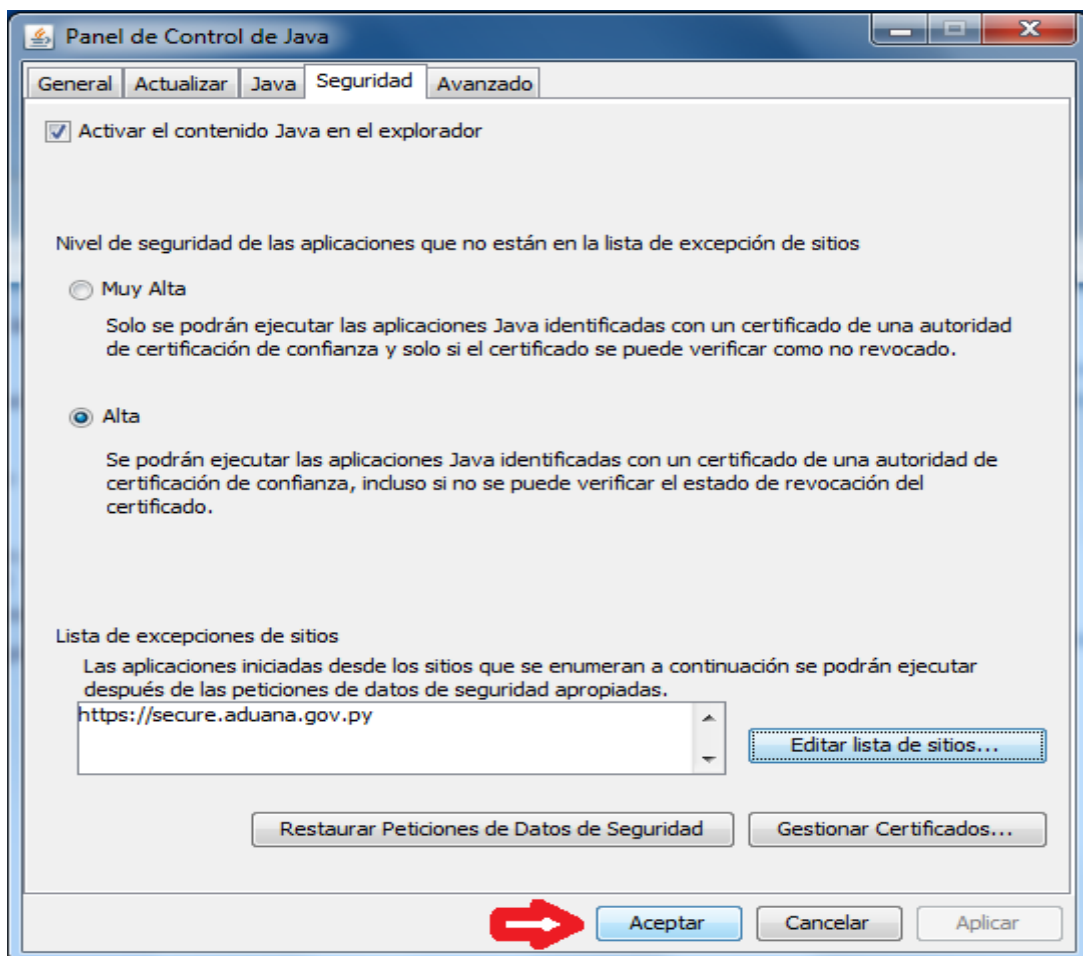 Panel de Control de Java
General Actualizar Java Seguridad Avanzado
Activar el contenido Java en el explorador
Nivel de seguridad de las aplicaciones que no están en la lista de excepción de sitios
Muy Alta
Solo se podrán ejecutar las aplicaciones Java identificadas con un certificado de una autoridad
de certificación de confianza y solo si el certificado se puede verificar como no revocado.
Alta
Se podrán ejecutar las aplicaciones Java identificadas con un certificado de una autoridad de
certificación de confianza, incluso si no se puede verificar el estado de revocación del
certificado.
Lista de excepciones de sitios
Las aplicaciones iniciadas desde los sitios que se enumeran a continuación se podrán ejecutar
después de las peticiones de datos de seguridad apropiadas.
https://secure.aduana.gov.py
Editar lista de sitios...
Restaurar Peticiones de Datos de Seguridad Gestionar Certificados...
Aceptar Cancelar Aplicar